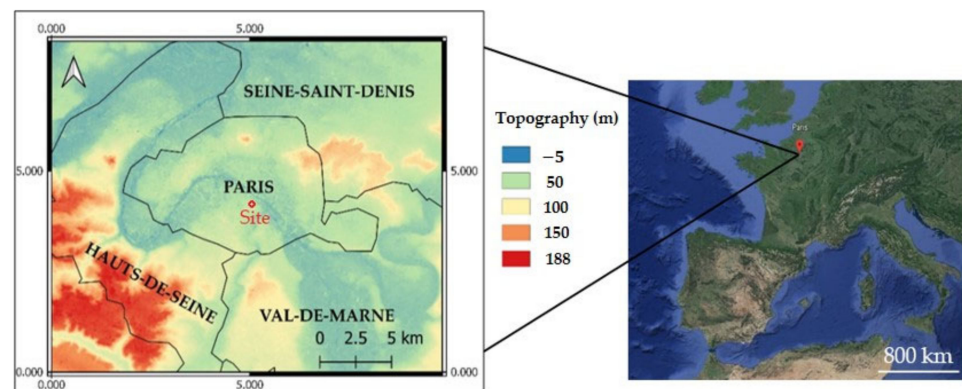 0.000
5.000
0.000
SEINE-SAINT-DENIS
5.000
5.000
PARIS
Site
HAUTS-DE-SEINE
VAL-DE-MARNE
0 2.5 5 km
0.000
5.000
0.000
Topography (m)
−5
50
100
150
188
Paris
800 km